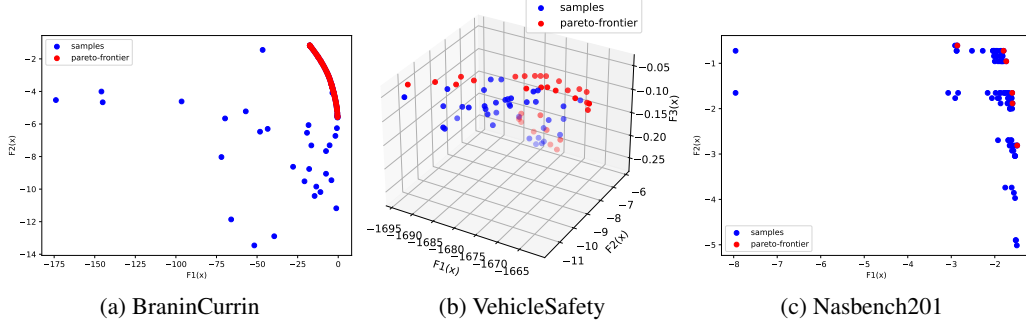 samples
pareto-frontier
−2
−4
−6
−8
−10
−12
−14
F2(x)
−175
−150
−125
−100
−75
−50
−25
0
F1(x)
(a) BraninCurrin
samples
pareto-frontier
−0.05
−0.10
−0.15
−0.20
−0.25
F3(x)
−6
−7
−8
−9
−10
−11
F2(x)
−1695
−1690
−1685
−1680
−1675
−1670
−1665
F1(x)
(b) VehicleSafety
−1
−2
−3
−4
−5
F2(x)
samples
pareto-frontier
−8
−7
−6
−5
−4
−3
−2
F1(x)
(c) Nasbench201